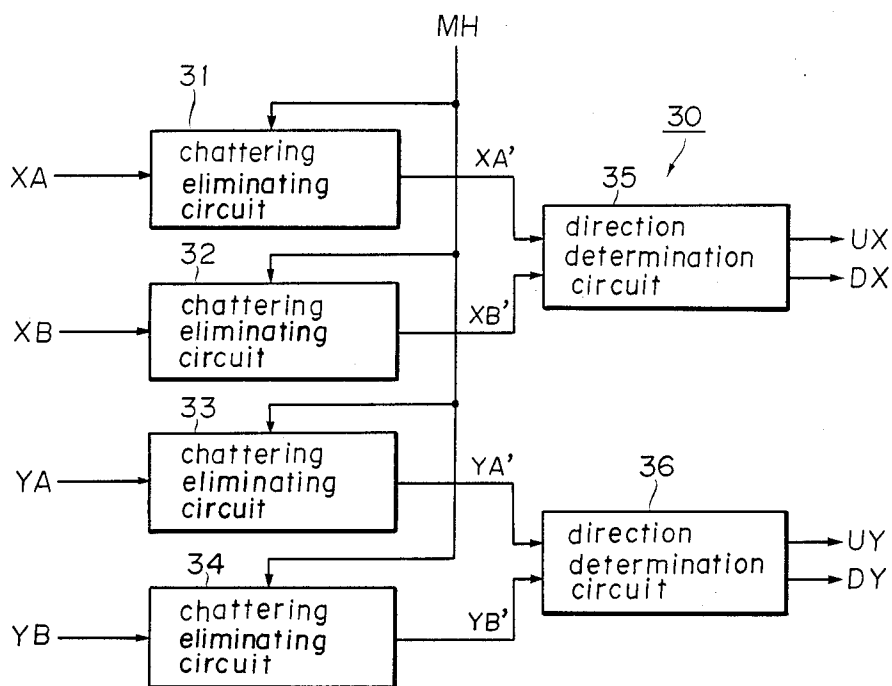 MH
31
30
XA
chattering
eliminating
circuit
XA'
35
direction
determination
circuit
UX
DX
32
XB
chattering
eliminating
circuit
XB'
33
YA
chattering
eliminating
circuit
YA'
36
direction
determination
circuit
UY
DY
34
YB
chattering
eliminating
circuit
YB'